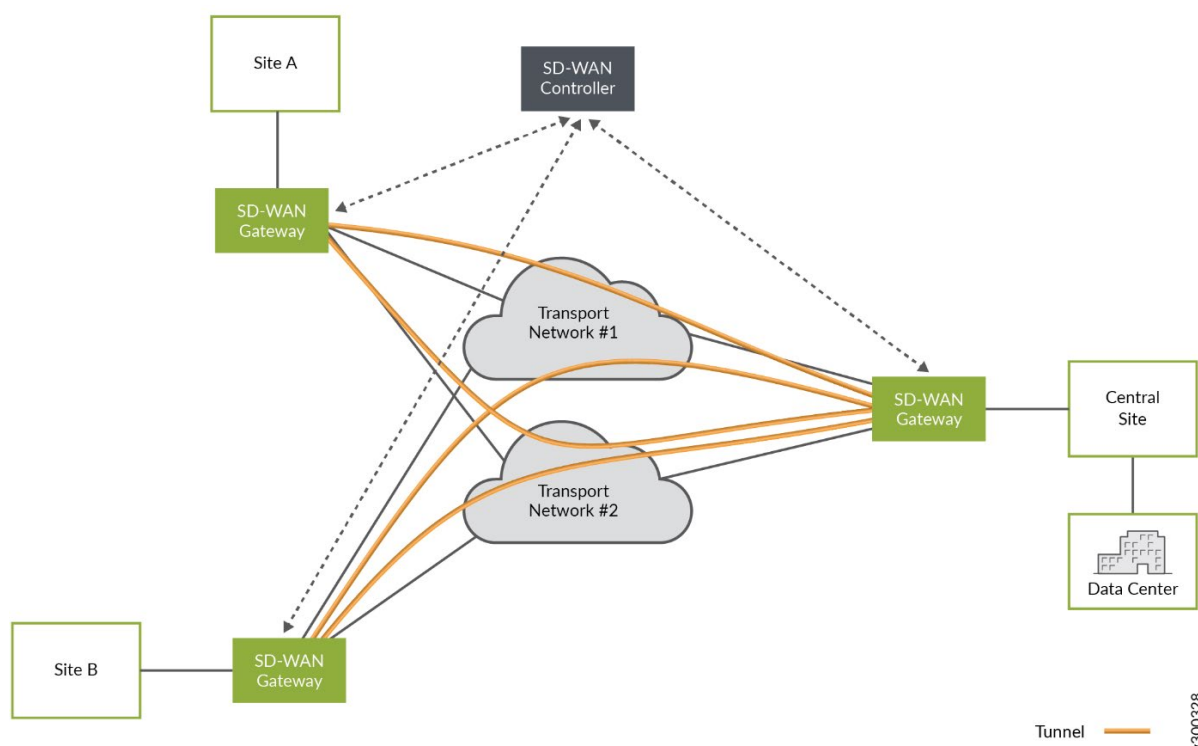 Site A
SD-WAN
Controller
SD-WAN
Gateway
Transport
Network #1
SD-WAN
Gateway
Central
Site
Transport
Network #2
Data Center
Site B
SD-WAN
Gateway
Tunnel